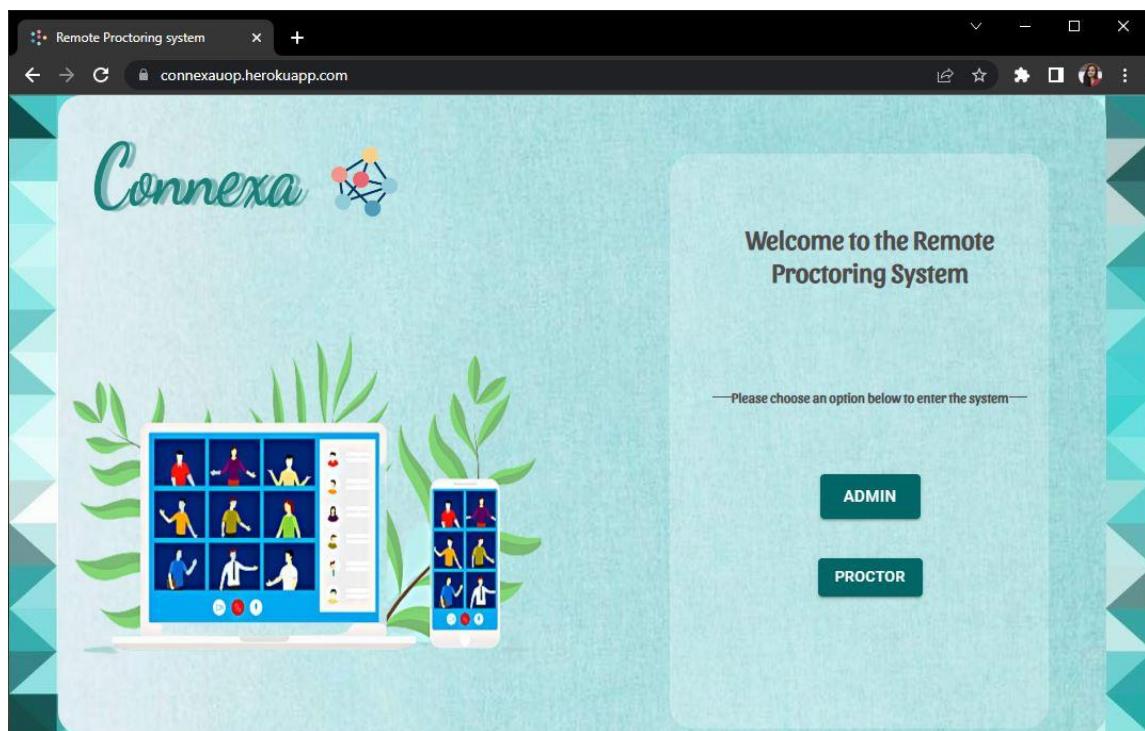 Remote Proctoring system
connexauop.herokuapp.com
Connexa
Welcome to the Remote
Proctoring System
Please choose an option below to enter the system
ADMIN
PROCTOR